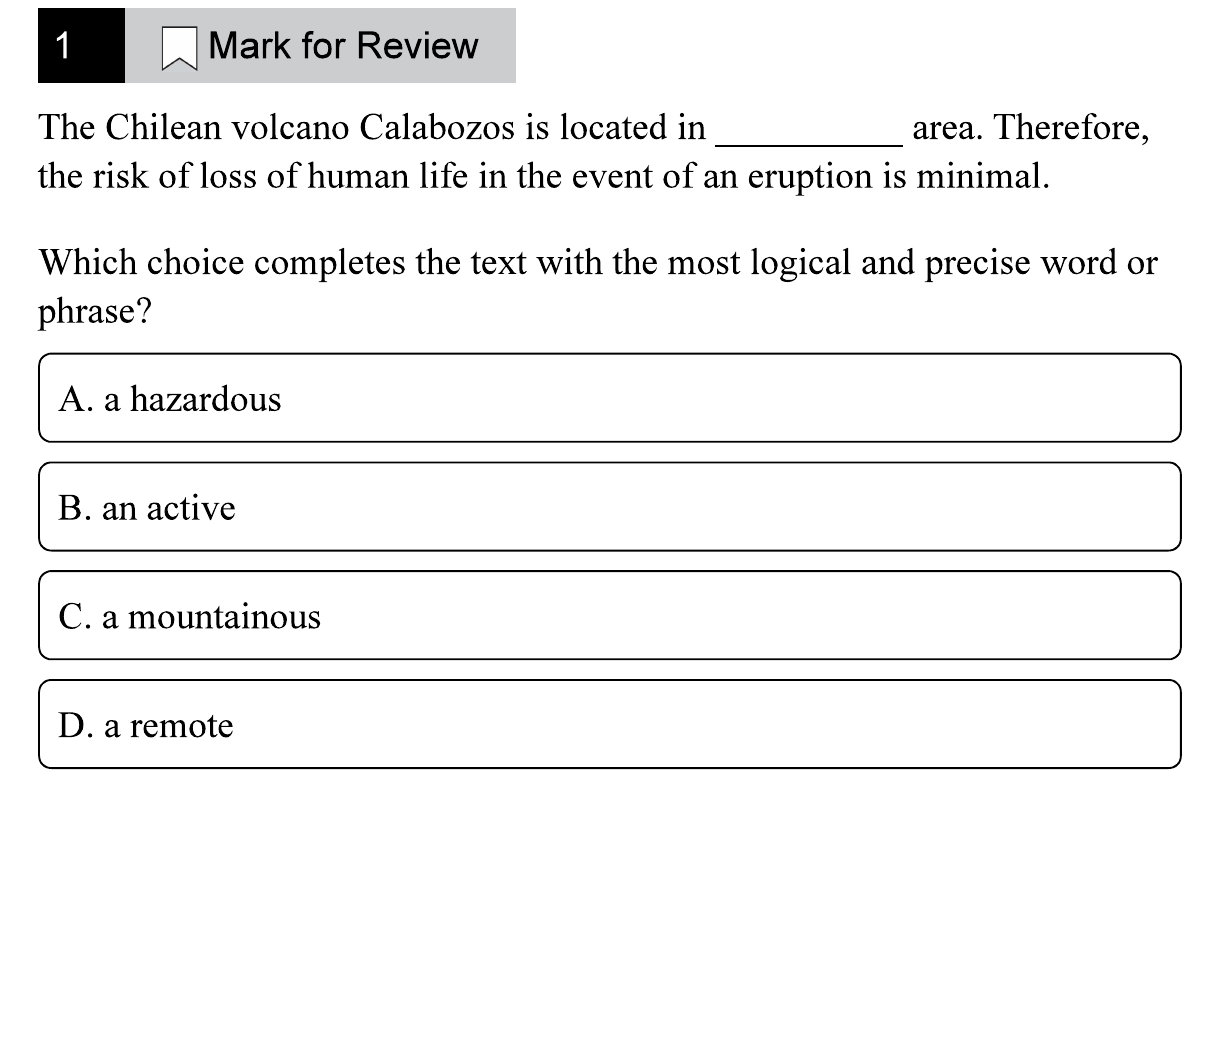 1 Mark for Review
The Chilean volcano Calabozos is located in __________ area. Therefore,
the risk of loss of human life in the event of an eruption is minimal.
Which choice completes the text with the most logical and precise word or
phrase?
A. a hazardous
B. an active
C. a mountainous
D. a remote